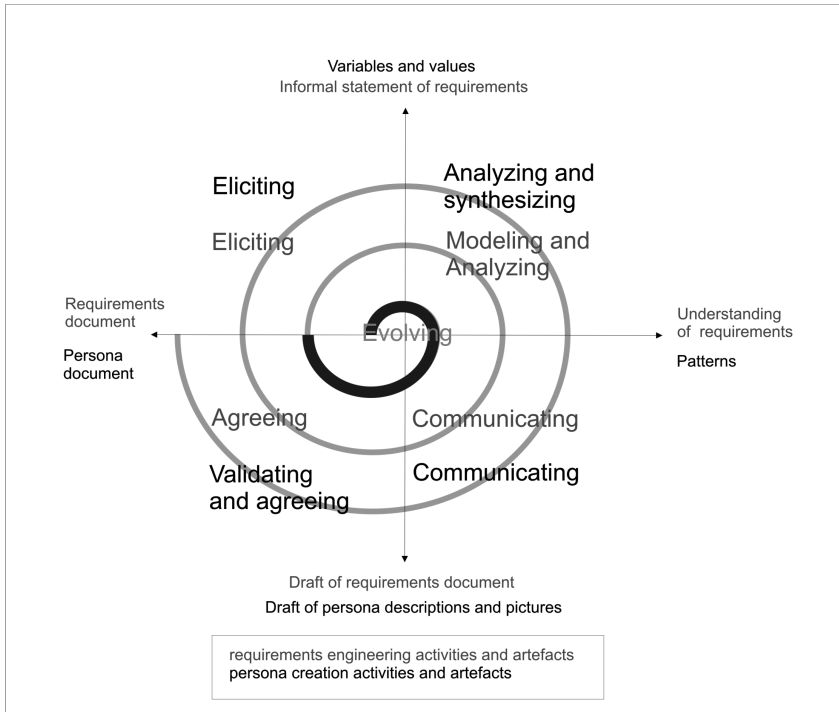 Variables and values
Informal statement of requirements
Eliciting
Analyzing and
synthesizing
Eliciting
Modeling and
Analyzing
Requirements
document
Persona
document
Evolving
Understanding
of requirements
Patterns
Agreeing
Communicating
Validating
and agreeing
Communicating
Draft of requirements document
Draft of persona descriptions and pictures
requirements engineering activities and artefacts
persona creation activities and artefacts